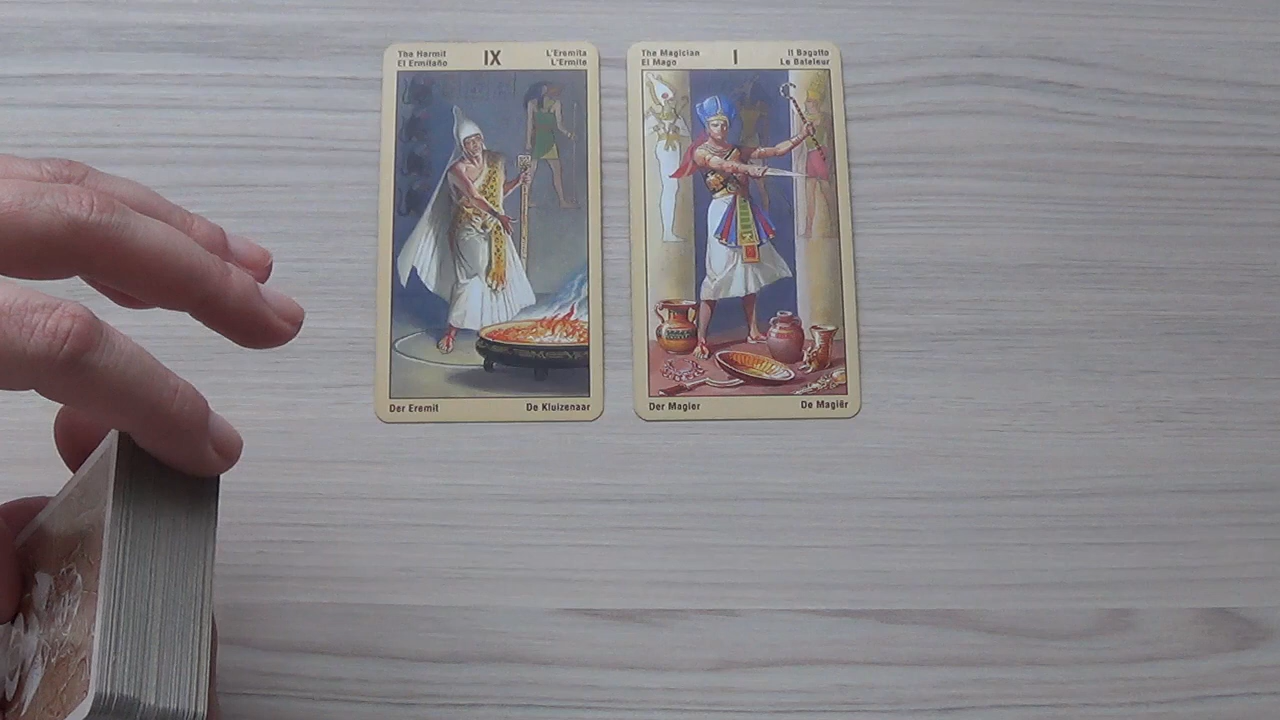 The Hermit IX L'Eremita
El Ermitaño L'Ermite
Der Eremit De Kluizenaar
The Magician I Il Bagatto
El Mago Le Bateleur
Der Magier De Magiër